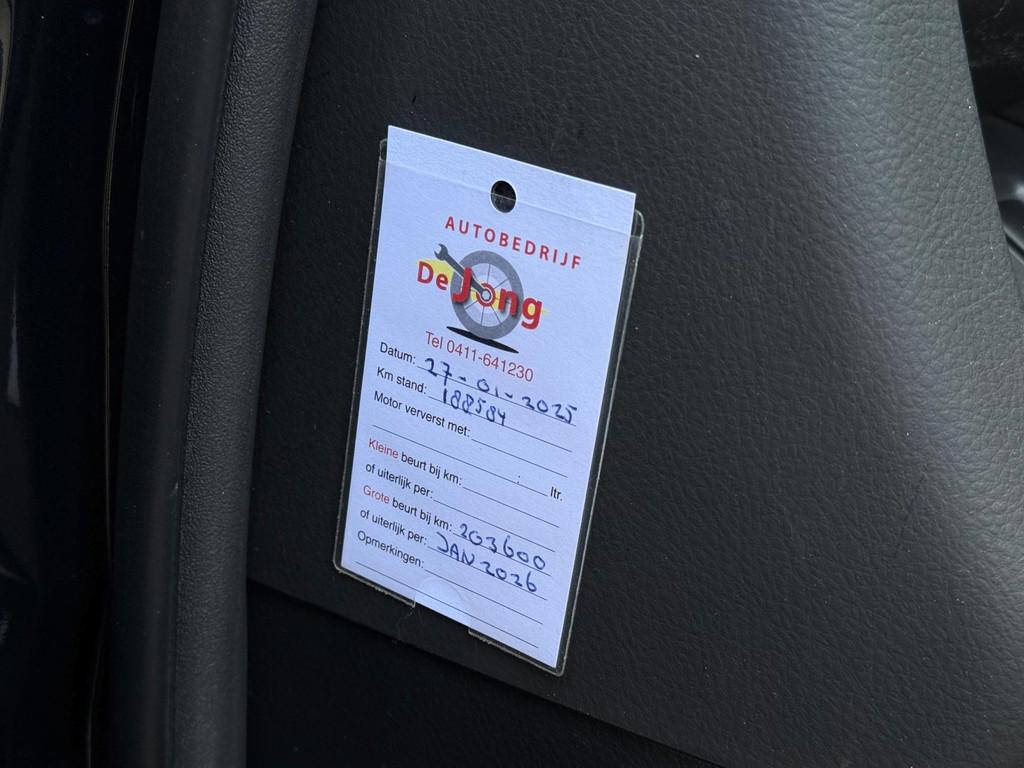 AUTOBEDRIJF
De Jong
Tel 0411-641230
Datum: 27-01-2025
Km stand: 188584
Motor ververst met:
: ltr.
Kleine beurt bij km:
of uiterlijk per:
Grote beurt bij km: 203600
of uiterlijk per: JAN 2026
Opmerkingen: